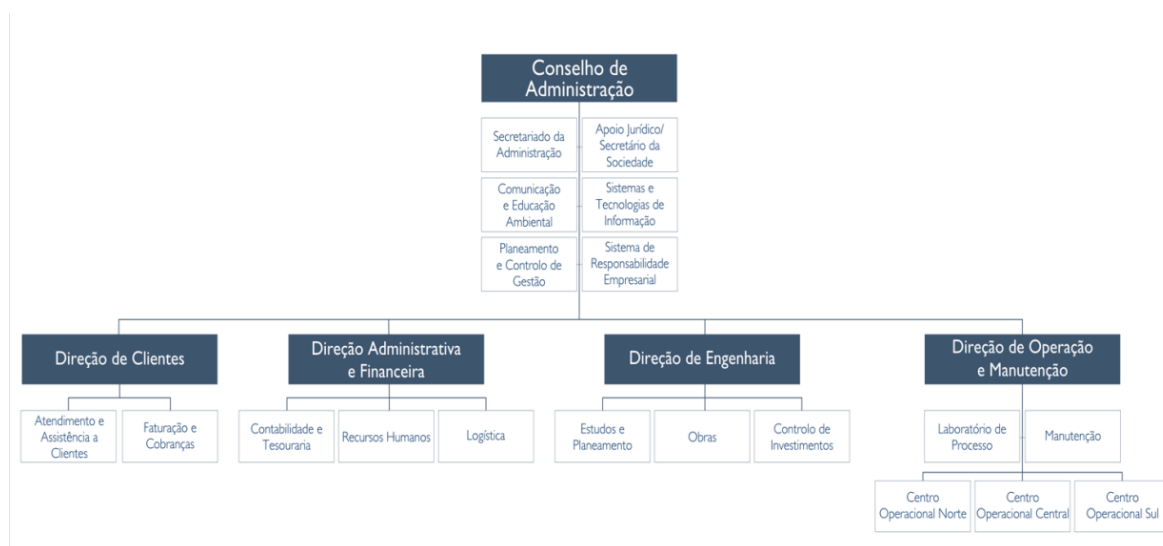 Conselho de
Administração
Secretariado da
Administração
Apoio Jurídico/
Secretário da
Sociedade
Comunicação
e Educação
Ambiental
Sistemas e
Tecnologias de
Informação
Planeamento
e Controlo de
Gestão
Sistema de
Responsabilidade
Empresarial
Direção de Clientes
Direção Administrativa
e Financeira
Direção de Engenharia
Direção de Operação
e Manutenção
Atendimento e
Assistência a
Clientes
Faturação e
Cobranças
Contabilidade e
Tesouraria
Recursos Humanos
Logística
Estudos e
Planeamento
Obras
Controlo de
Investimentos
Laboratório de
Processo
Manutenção
Centro
Operacional Norte
Centro
Operacional Central
Centro
Operacional Sul